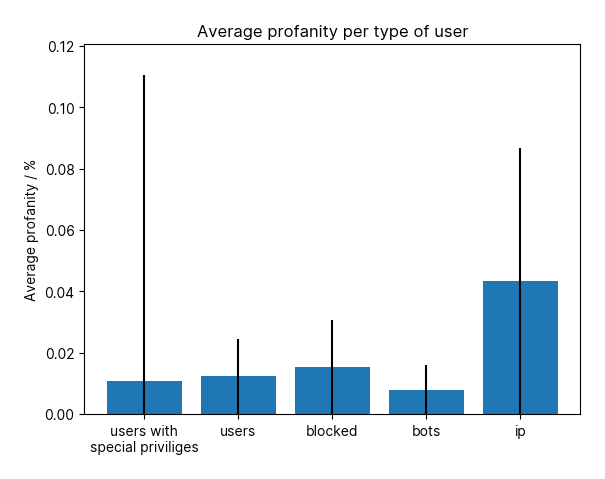 Average profanity per type of user
Average profanity / %
0.12
0.10
0.08
0.06
0.04
0.02
0.00
users with
special priviliges
users
blocked
bots
ip